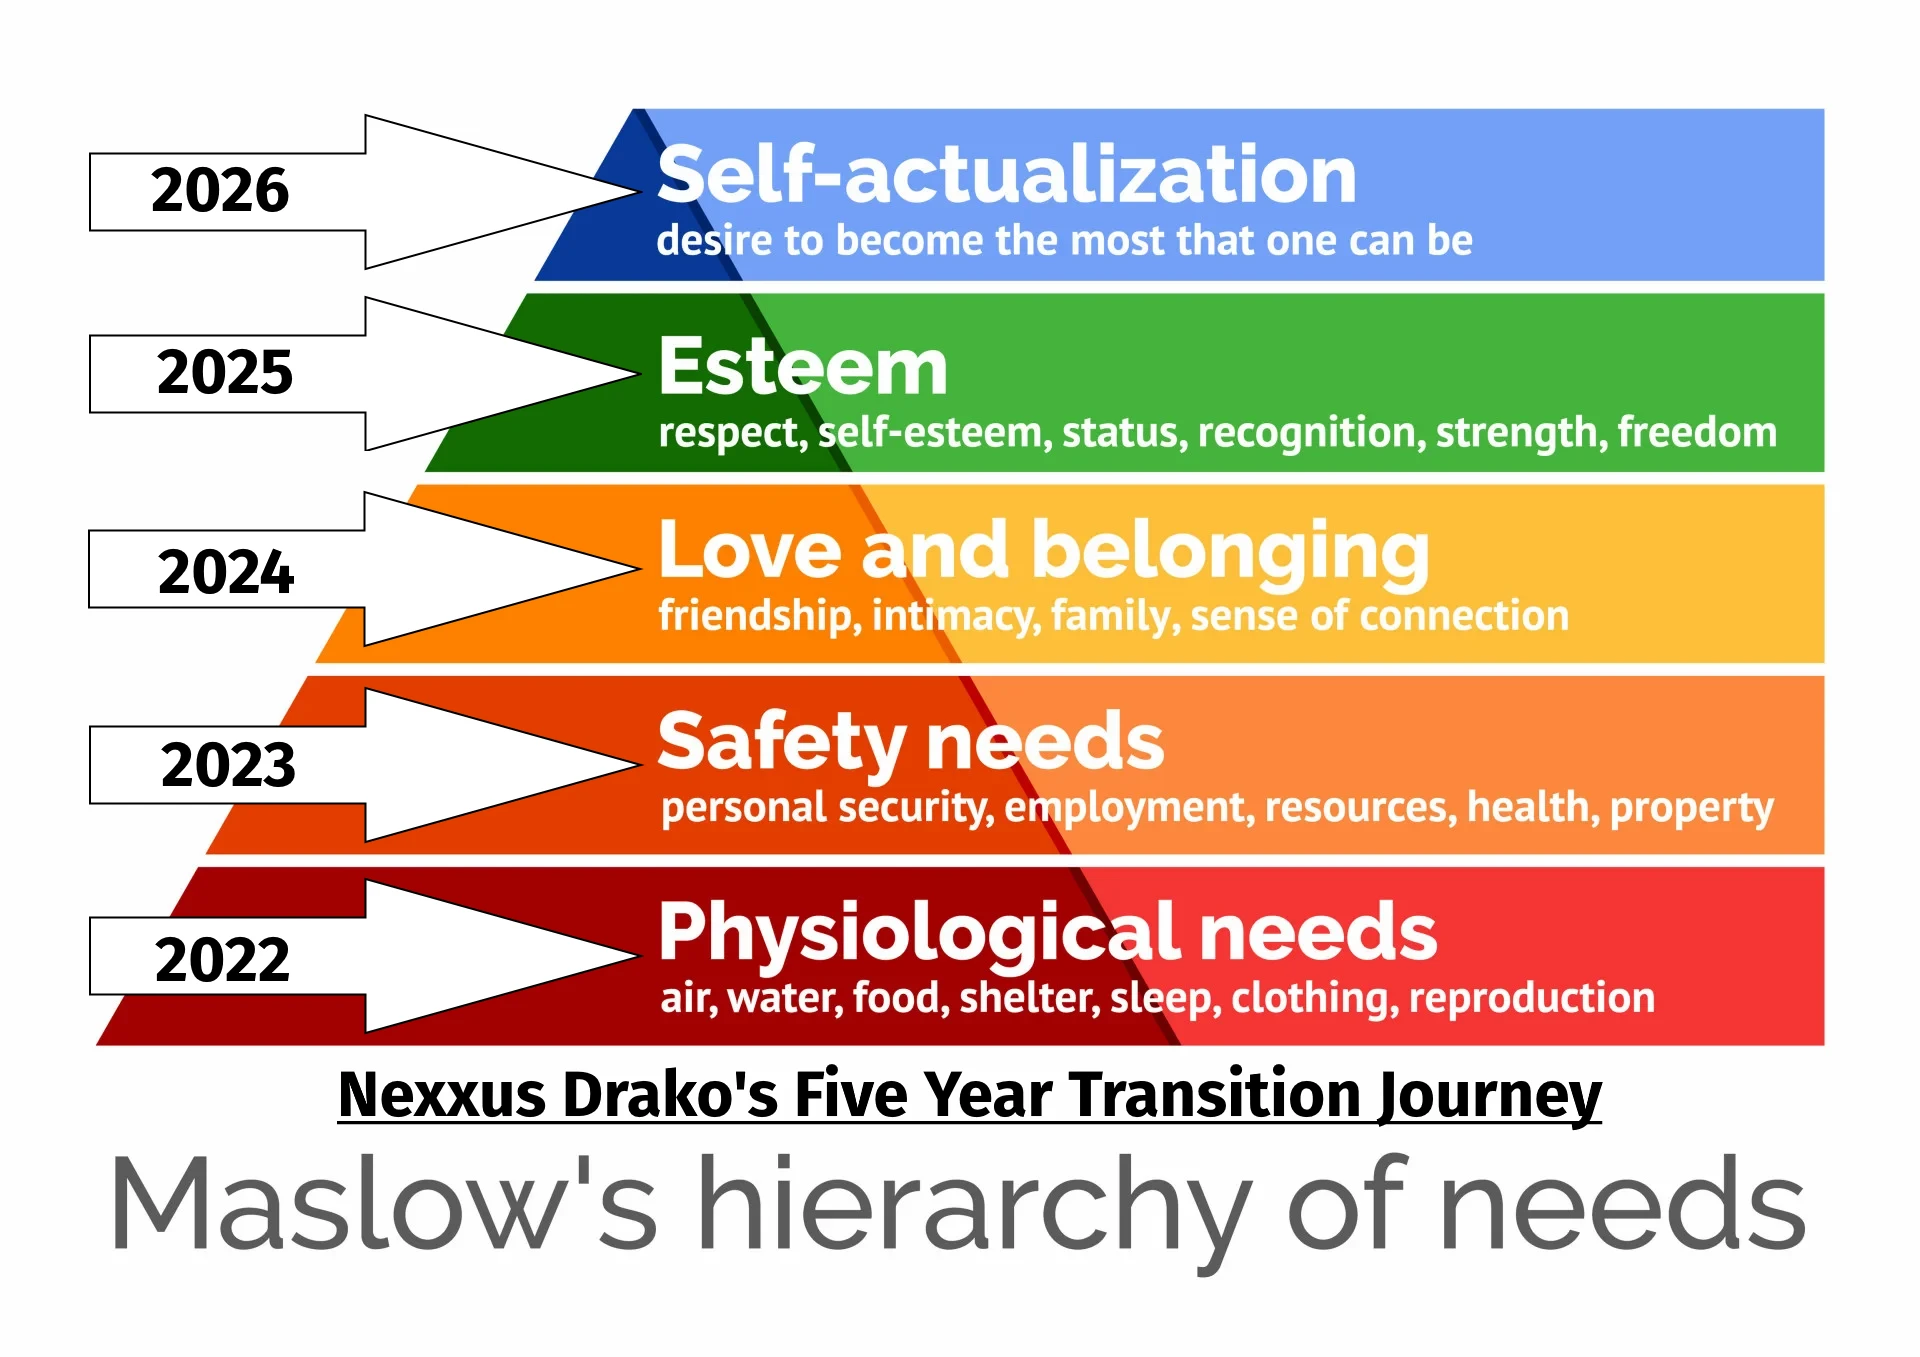 2026
Self-actualization
desire to become the most that one can be
2025
Esteem
respect, self-esteem, status, recognition, strength, freedom
2024
Love and belonging
friendship, intimacy, family, sense of connection
2023
Safety needs
personal security, employment, resources, health, property
2022
Physiological needs
air, water, food, shelter, sleep, clothing, reproduction
Nexxus Drako's Five Year Transition Journey
Maslow's hierarchy of needs